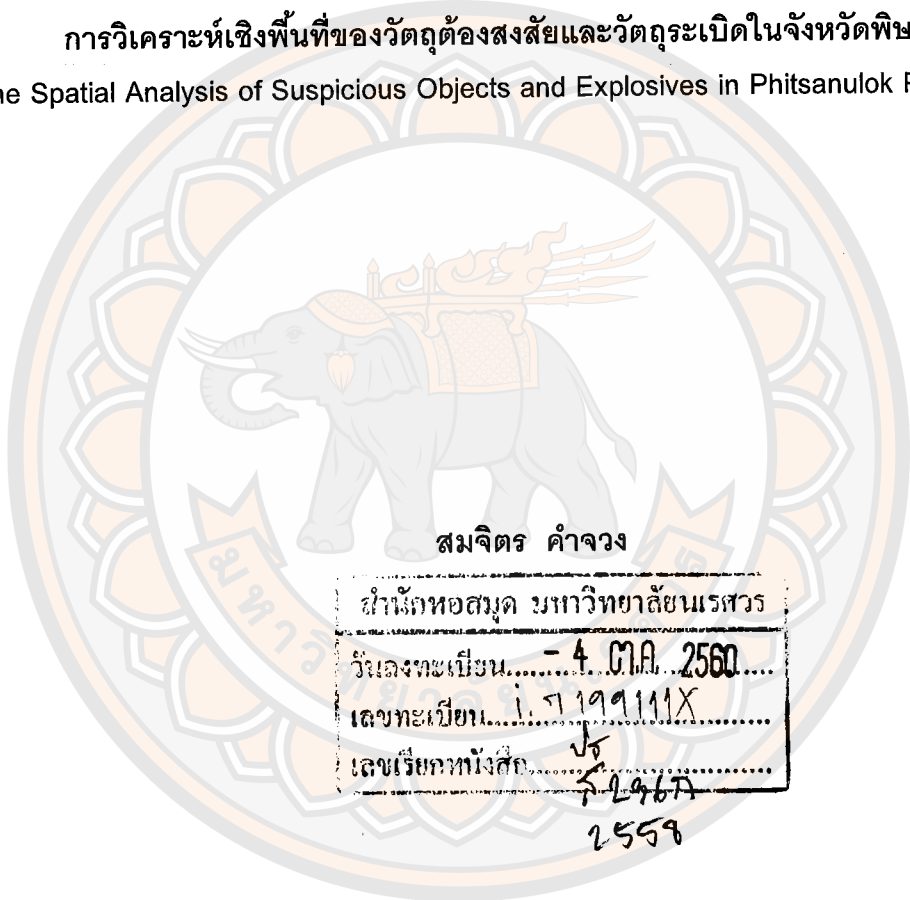 การวิเคราะห์เชิงพื้นที่ของวัตถุต้องสงสัยและวัตถุระเบิดในจังหวัดพิษ
he Spatial Analysis of Suspicious Objects and Explosives in Phitsanulok P
สมจิตร คำจวง
สำนักหอสมุด มหาวิทยาลัยนเรศวร
วันลงทะเบียน - 4 ต.ค. 2560
เลขทะเบียน 199111X
เลขเรียกหนังสือ
2558